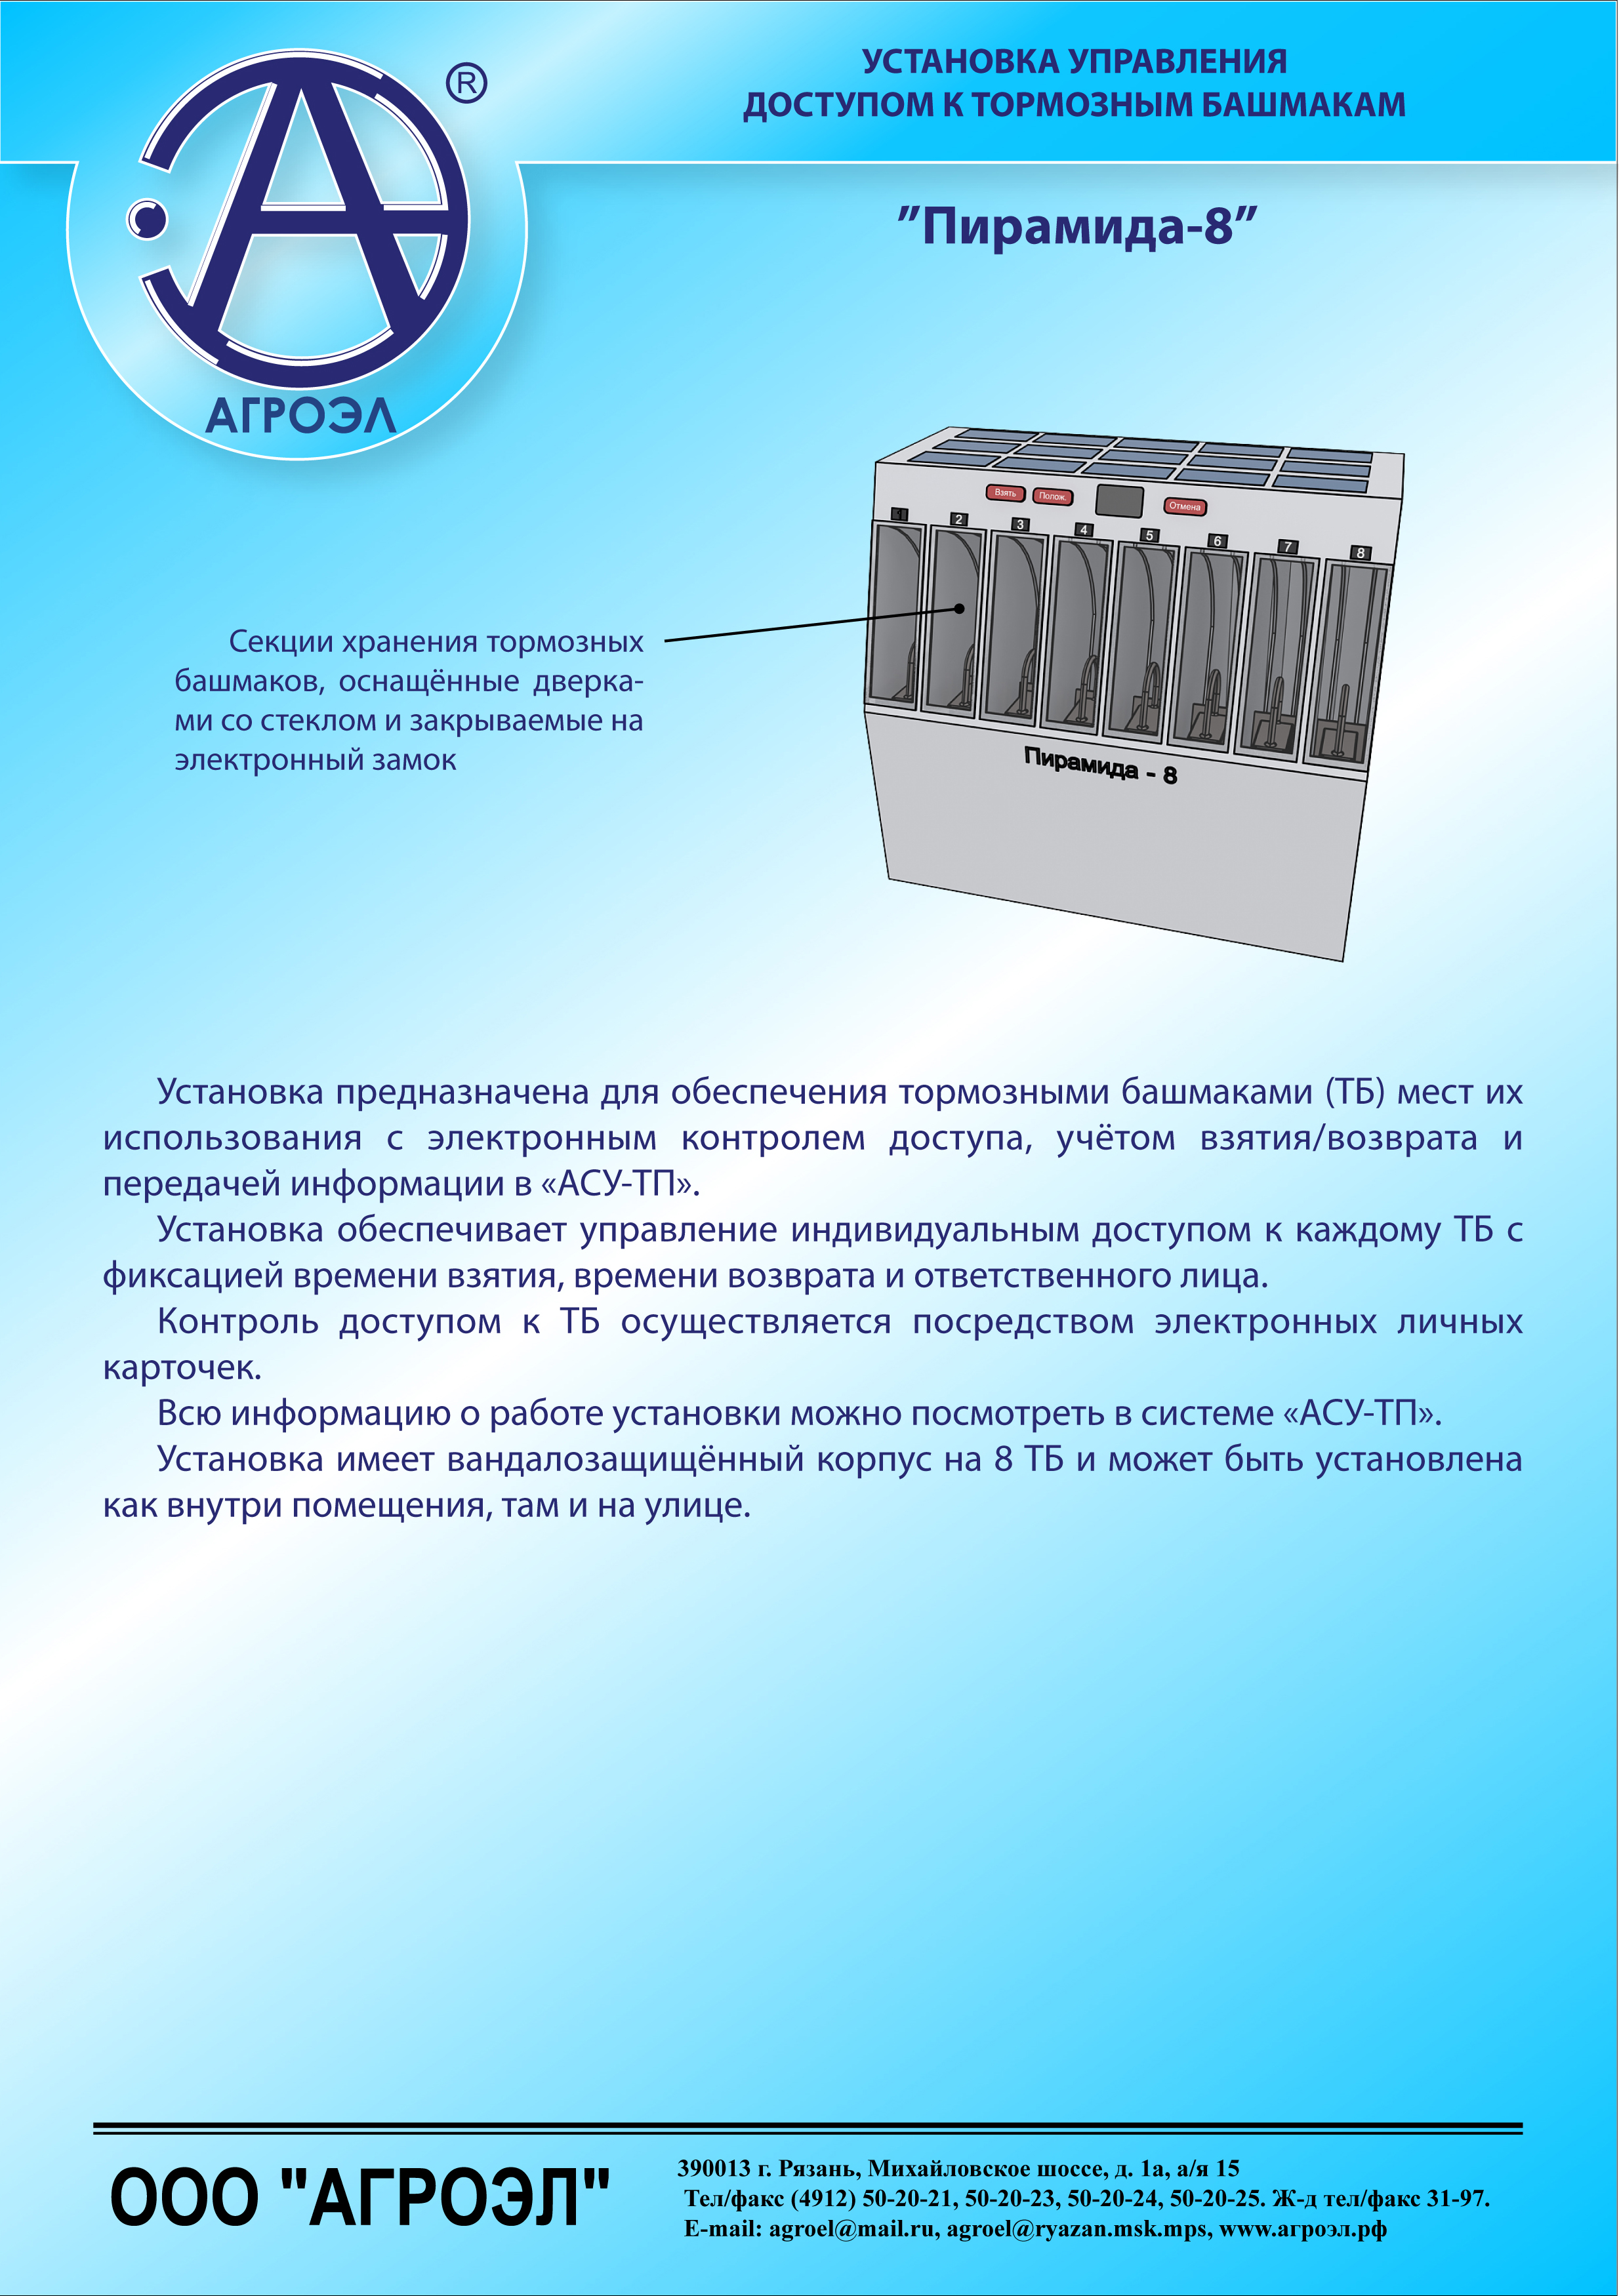 ®
УСТАНОВКА УПРАВЛЕНИЯ
ДОСТУПОМ К ТОРМОЗНЫМ БАШМАКАМ
"Пирамида-8"
АГРОЭЛ
Взять Полож. Отмена
1 2 3 4 5 6 7 8
Пирамида - 8
Секции хранения тормозных
башмаков, оснащённые дверка-
ми со стеклом и закрываемые на
электронный замок
Установка предназначена для обеспечения тормозными башмаками (ТБ) мест их
использования с электронным контролем доступа, учётом взятия/возврата и
передачей информации в «АСУ-ТП».
Установка обеспечивает управление индивидуальным доступом к каждому ТБ с
фиксацией времени взятия, времени возврата и ответственного лица.
Контроль доступом к ТБ осуществляется посредством электронных личных
карточек.
Всю информацию о работе установки можно посмотреть в системе «АСУ-ТП».
Установка имеет вандалозащищённый корпус на 8 ТБ и может быть установлена
как внутри помещения, там и на улице.
ООО "АГРОЭЛ"
390013 г. Рязань, Михайловское шоссе, д. 1а, а/я 15
Тел/факс (4912) 50-20-21, 50-20-23, 50-20-24, 50-20-25. Ж-д тел/факс 31-97.
E-mail: agroel@mail.ru, agroel@ryazan.msk.mps, www.агроэл.рф